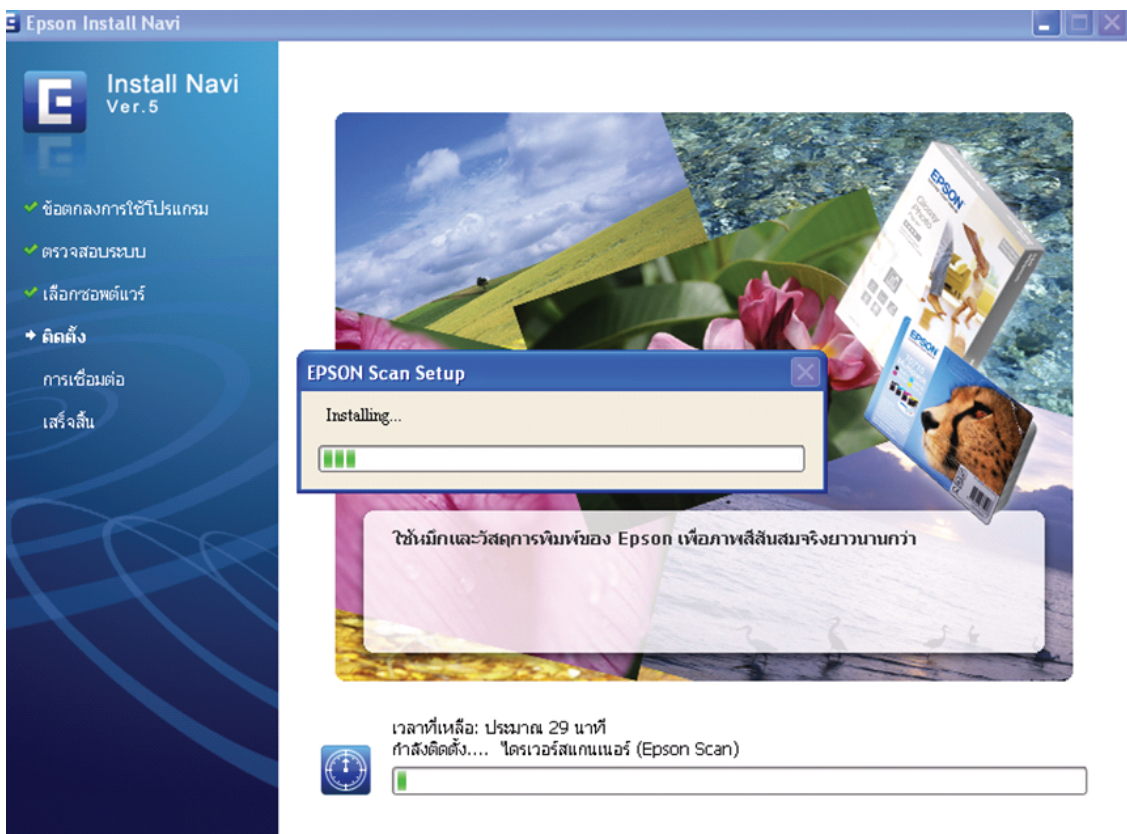 Epson Install Navi
Install Navi
Ver.5
ข้อตกลงการใช้โปรแกรม
ตรวจสอบระบบ
เลือกซอฟต์แวร์
ติดตั้ง
การเชื่อมต่อ
เสร็จสิ้น
EPSON
Glossy
Photo
Paper
EPSON
EPSON Scan Setup
Installing...
ใช้หมึกและวัสดุการพิมพ์ของ Epson เพื่อภาพสีสันสมจริงยาวนานกว่า
เวลาที่เหลือ: ประมาณ 29 นาที
กำลังติดตั้ง.... ไดรเวอร์สแกนเนอร์ (Epson Scan)